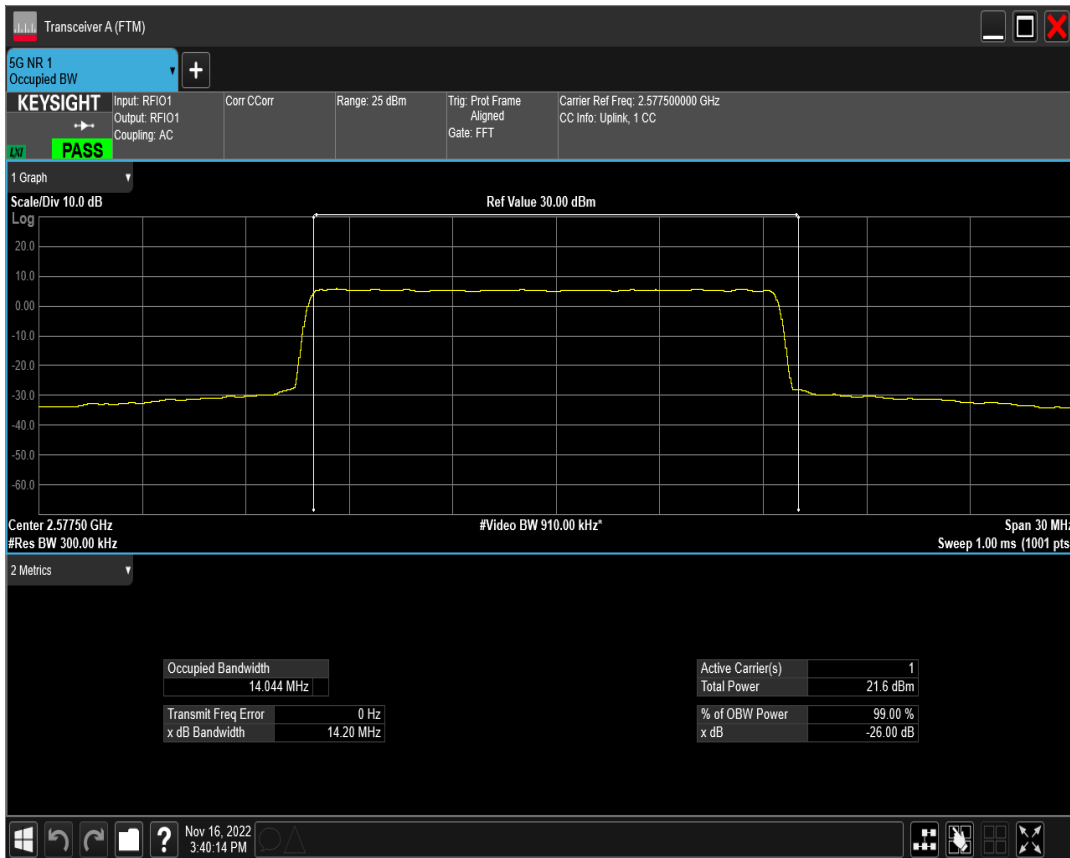 Transceiver A (FTM)
5G NR 1
Occupied BW
+
KEYSIGHT
LXI
PASS
Input: RFIO1
Output: RFIO1
Coupling: AC
Corr CCorr
Range: 25 dBm
Trig: Prot Frame
Aligned
Gate: FFT
Carrier Ref Freq: 2.577500000 GHz
CC Info: Uplink, 1 CC
1 Graph
Scale/Div 10.0 dB
Ref Value 30.00 dBm
Log
20.0
10.0
0.00
-10.0
-20.0
-30.0
-40.0
-50.0
-60.0
Center 2.57750 GHz
#Video BW 910.00 kHz*
Span 30 MHz
#Res BW 300.00 kHz
Sweep 1.00 ms (1001 pts
2 Metrics
Occupied Bandwidth
14.044 MHz
Transmit Freq Error 0 Hz
x dB Bandwidth 14.20 MHz
Active Carrier(s) 1
Total Power 21.6 dBm
% of OBW Power 99.00 %
x dB -26.00 dB
?
Nov 16, 2022
3:40:14 PM